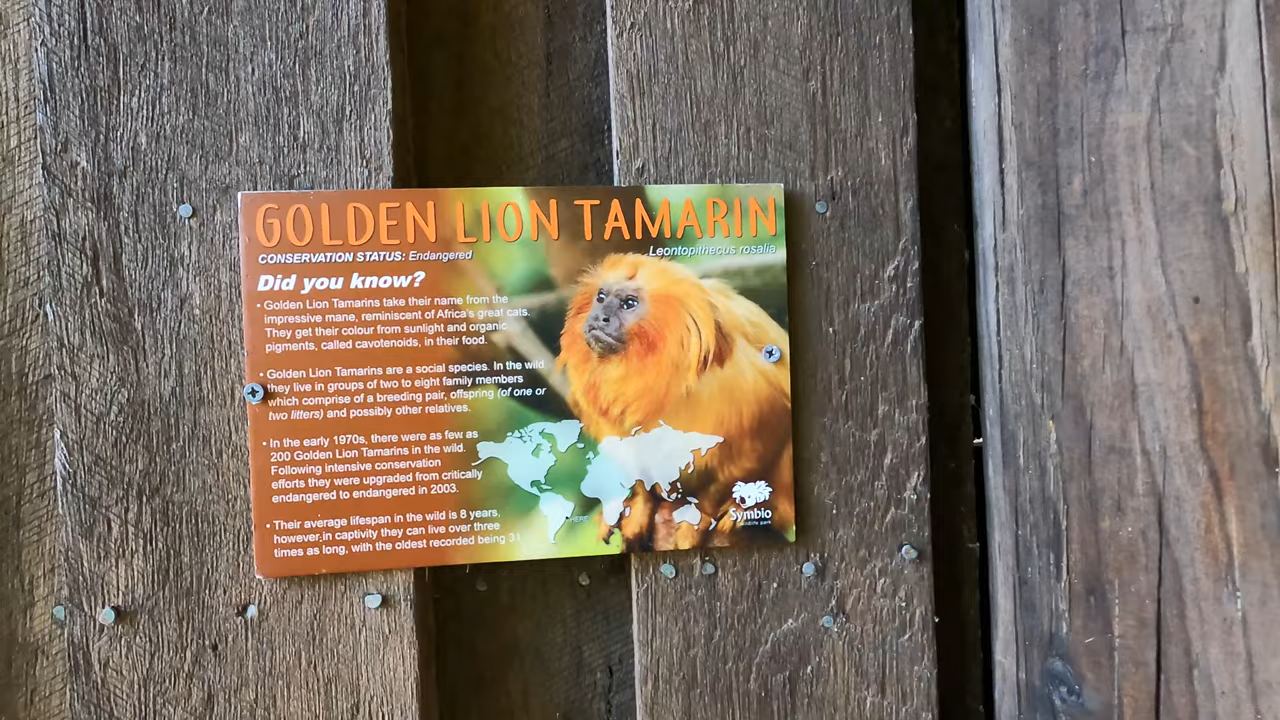 GOLDEN LION TAMARIN
CONSERVATION STATUS: Endangered
Leontopithecus rosalia
Did you know?
• Golden Lion Tamarins take their name from the
impressive mane, reminiscent of Africa's great cats.
They get their colour from sunlight and organic
pigments, called cavotenoids, in their food.
• Golden Lion Tamarins are a social species. In the wild
they live in groups of two to eight family members
which comprise of a breeding pair, offspring (of one or
two litters) and possibly other relatives.
• In the early 1970s, there were as few as
200 Golden Lion Tamarins in the wild.
Following intensive conservation
efforts they were upgraded from critically
endangered to endangered in 2003.
• Their average lifespan in the wild is 8 years,
however,in captivity they can live over three
times as long, with the oldest recorded being 31
HERE
Symbio
wildlife park